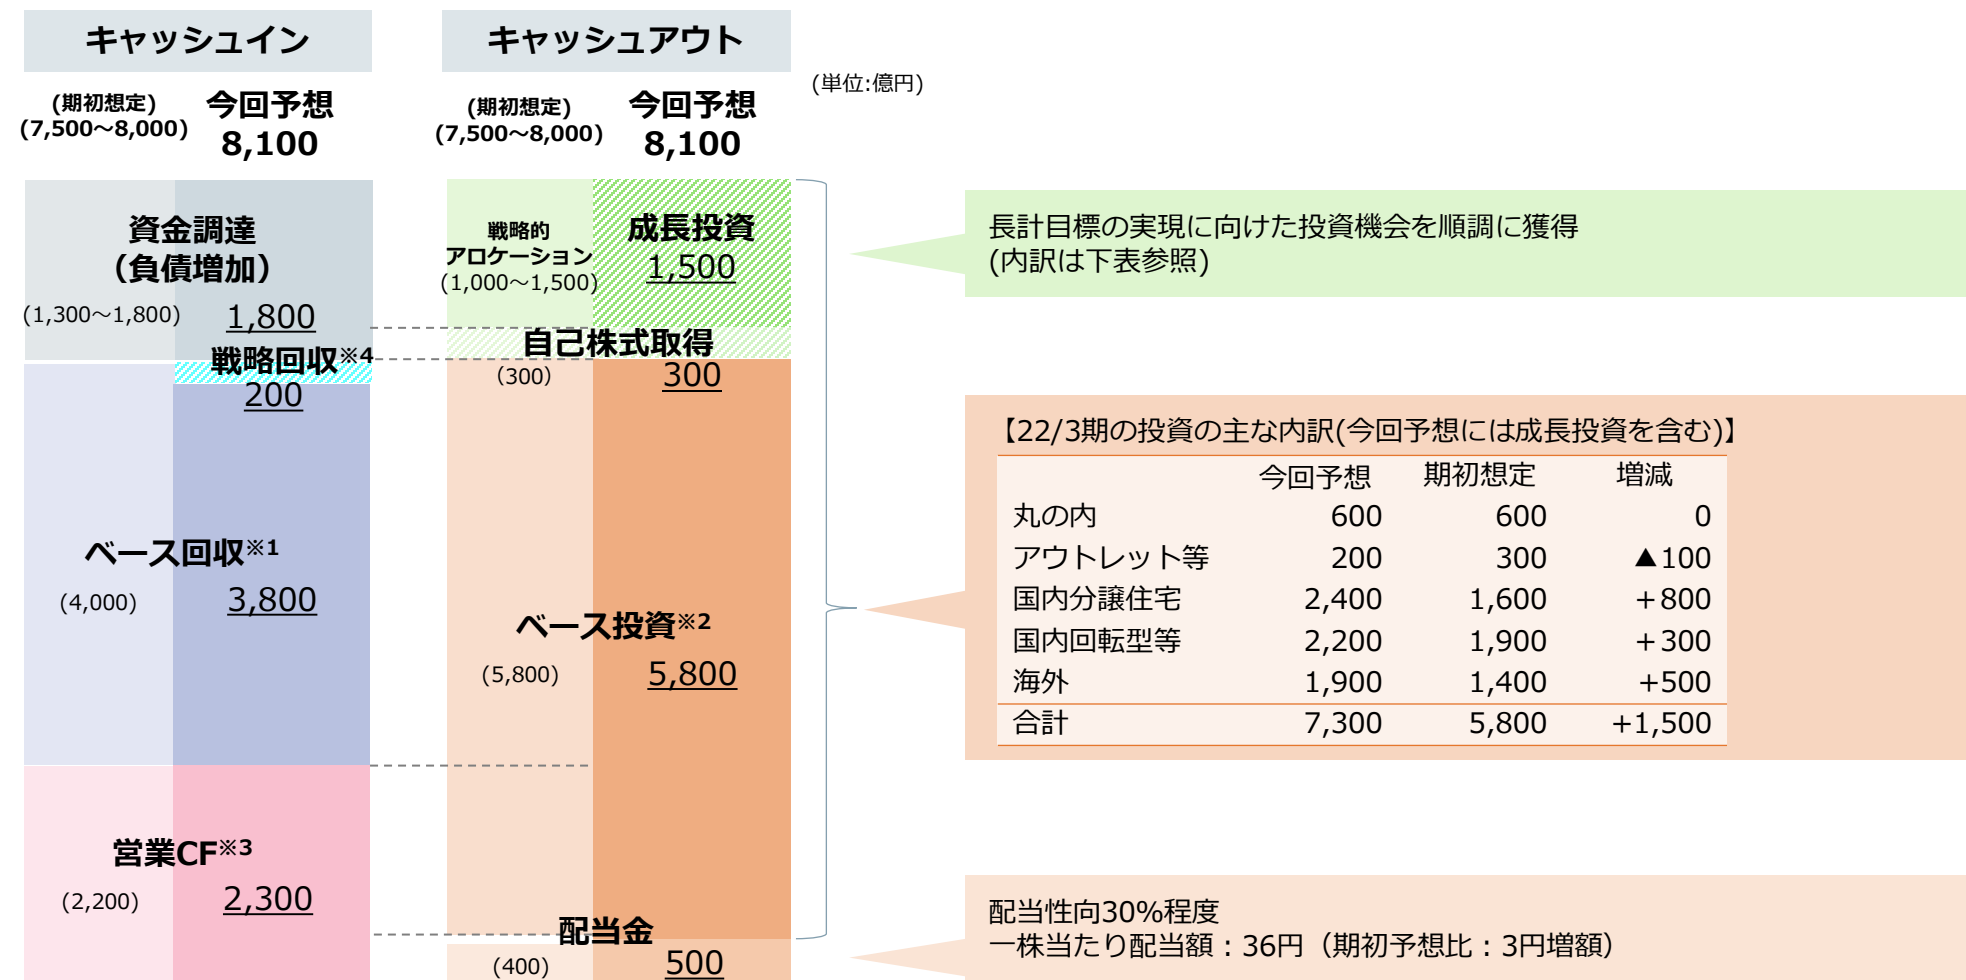 キャッシュイン
(期初想定)
(7,500～8,000)
今回予想
8,100
資金調達
（負債増加）
(1,300～1,800)
1,800
戦略回収※4
200
ベース回収※1
(4,000)
3,800
営業CF※3
(2,200)
2,300
キャッシュアウト
(単位:億円)
(期初想定)
(7,500～8,000)
今回予想
8,100
戦略的
アロケーション
(1,000～1,500)
成長投資
1,500
自己株式取得
（300）
300
ベース投資※2
(5,800)
5,800
配当金
(400)
500
長計目標の実現に向けた投資機会を順調に獲得
(内訳は下表参照)
【22/3期の投資の主な内訳(今回予想には成長投資を含む)】
今回予想 期初想定 増減
丸の内 600 600 0
アウトレット等 200 300 ▲100
国内分譲住宅 2,400 1,600 +800
国内回転型等 2,200 1,900 +300
海外 1,900 1,400 +500
合計 7,300 5,800 +1,500
配当性向30%程度
一株当たり配当額：36円（期初予想比：3円増額）